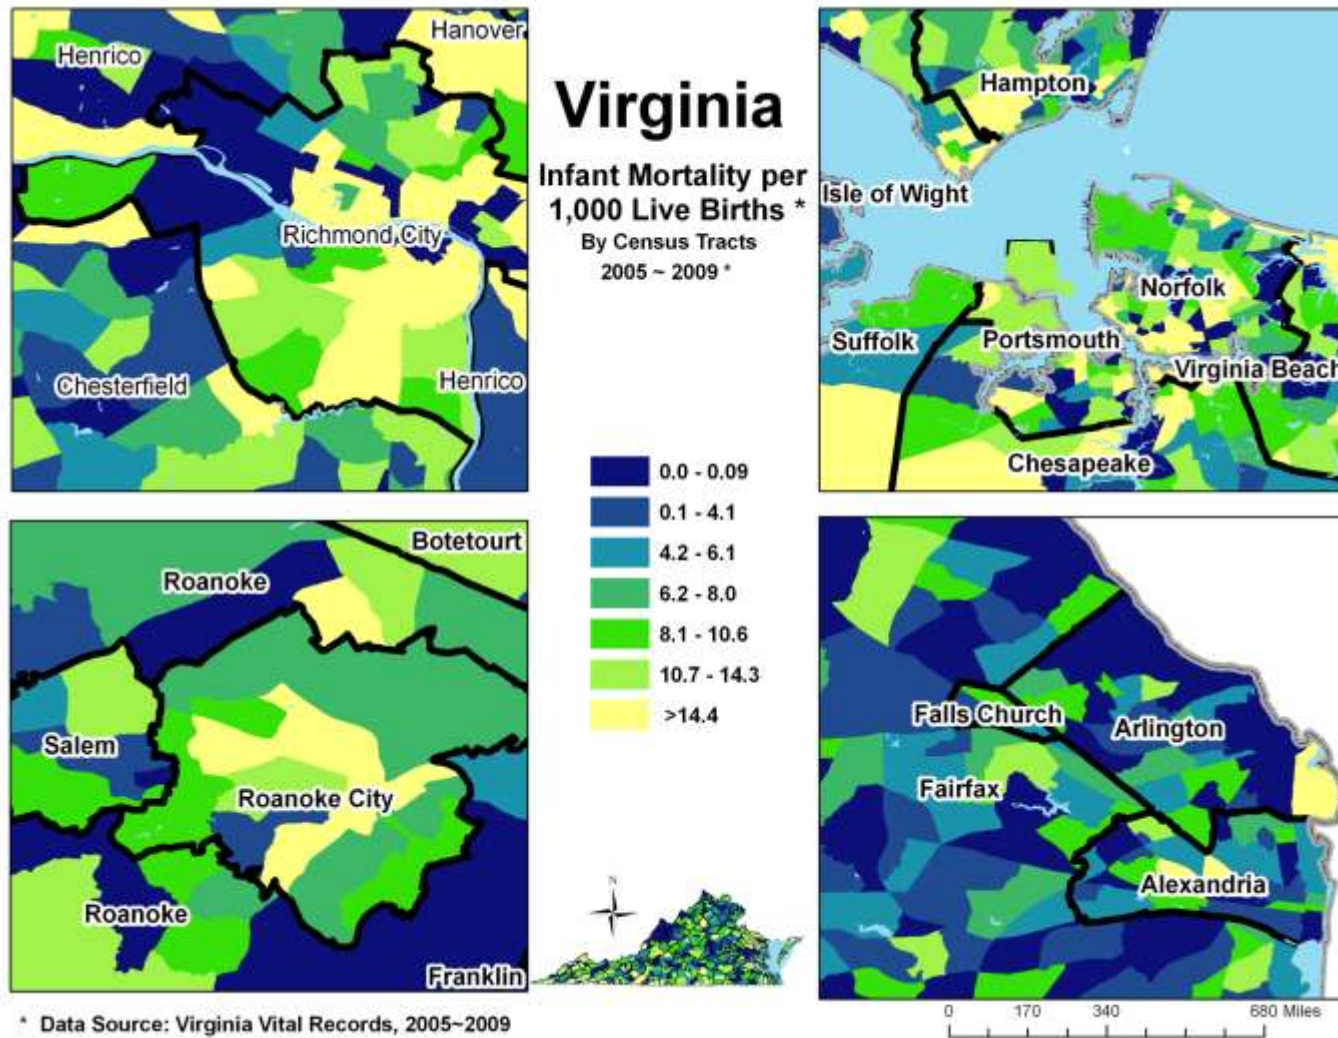 Henrico
Hanover
Richmond City
Chesterfield
Henrico
Virginia
Infant Mortality per
1,000 Live Births *
By Census Tracts
2005 ~ 2009 *
Hampton
Isle of Wight
Norfolk
Suffolk
Portsmouth
Virginia Beach
Chesapeake
0.0 - 0.09
0.1 - 4.1
4.2 - 6.1
6.2 - 8.0
8.1 - 10.6
10.7 - 14.3
>14.4
Botetourt
Roanoke
Salem
Roanoke City
Roanoke
Franklin
N
Falls Church
Arlington
Fairfax
Alexandria
* Data Source: Virginia Vital Records, 2005~2009
0 170 340 680 Miles